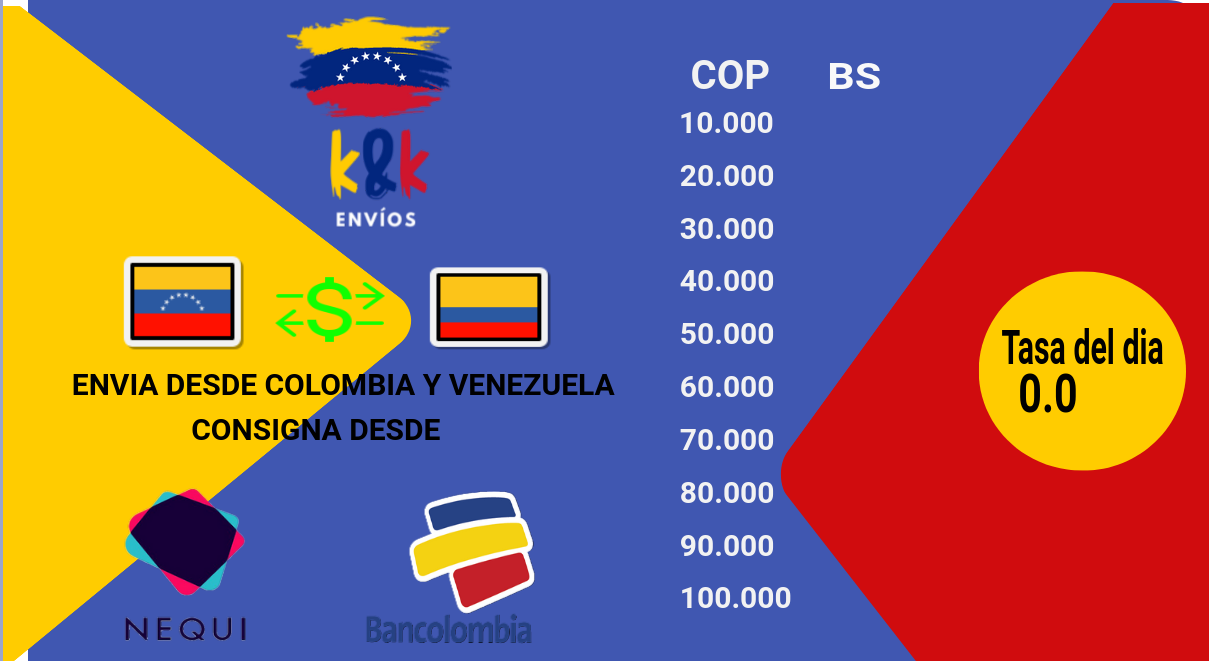 k&k
ENVÍOS
ENVIA DESDE COLOMBIA Y VENEZUELA
CONSIGNA DESDE
NEQUI
Bancolombia
COP BS
10.000
20.000
30.000
40.000
50.000
60.000
70.000
80.000
90.000
100.000
Tasa del dia
0.0